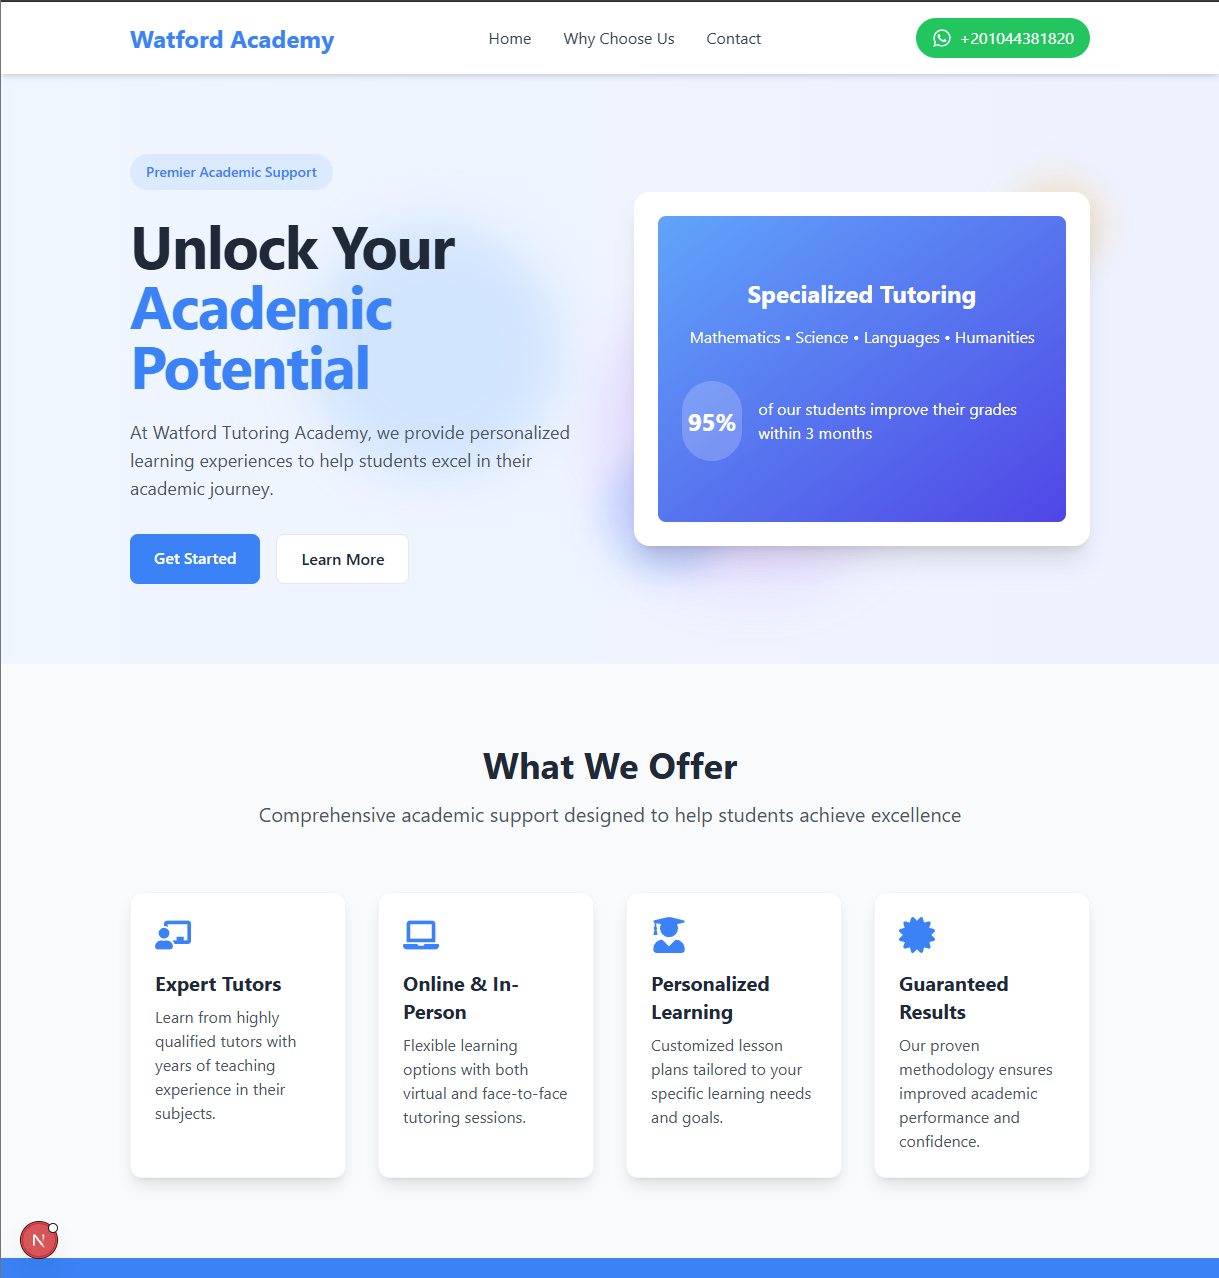 Watford Academy
Home
Why Choose Us
Contact
+201044381820
Premier Academic Support
Unlock Your
Academic
Potential
At Watford Tutoring Academy, we provide personalized
learning experiences to help students excel in their
academic journey.
Get Started
Learn More
Specialized Tutoring
Mathematics • Science • Languages • Humanities
95%
of our students improve their grades
within 3 months
What We Offer
Comprehensive academic support designed to help students achieve excellence
Expert Tutors
Learn from highly
qualified tutors with
years of teaching
experience in their
subjects.
Online & In-
Person
Flexible learning
options with both
virtual and face-to-face
tutoring sessions.
Personalized
Learning
Customized lesson
plans tailored to your
specific learning needs
and goals.
Guaranteed
Results
Our proven
methodology ensures
improved academic
performance and
confidence.
N